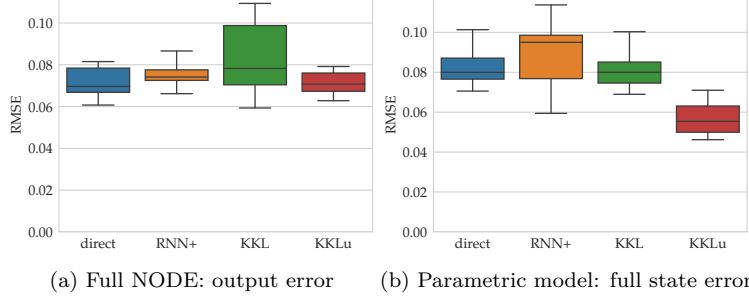 0.10
0.08
0.06
0.04
0.02
0.00
RMSE
direct RNN+ KKL KKLu
(a) Full NODE: output error
0.10
0.08
0.06
0.04
0.02
0.00
RMSE
direct RNN+ KKL KKLu
(b) Parametric model: full state error